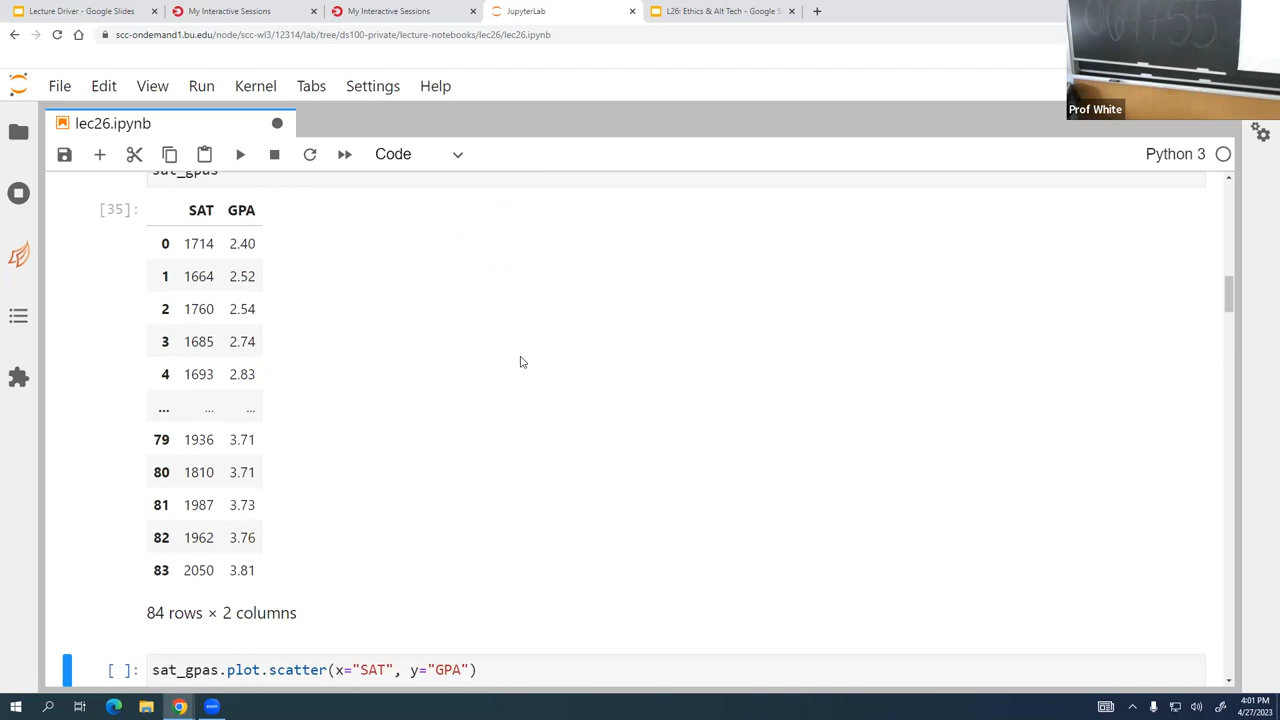 Lecture Driver - Google Slides
My Interactive Sessions
My Interactive Sessions
JupyterLab
L26: Ethics & Alt Tech - Google S
scc-ondemand1.bu.edu/node/scc-wl3/12314/lab/tree/ds100-private/lecture-notebooks/lec26/lec26.ipynb
Prof White
File Edit View Run Kernel Tabs Settings Help
lec26.ipynb
Code
Python 3
sat_gpas
[35]:
SAT GPA
0 1714 2.40
1 1664 2.52
2 1760 2.54
3 1685 2.74
4 1693 2.83
... ... ...
79 1936 3.71
80 1810 3.71
81 1987 3.73
82 1962 3.76
83 2050 3.81
84 rows × 2 columns
[ ]: sat_gpas.plot.scatter(x="SAT", y="GPA")
4:01 PM
4/27/2023